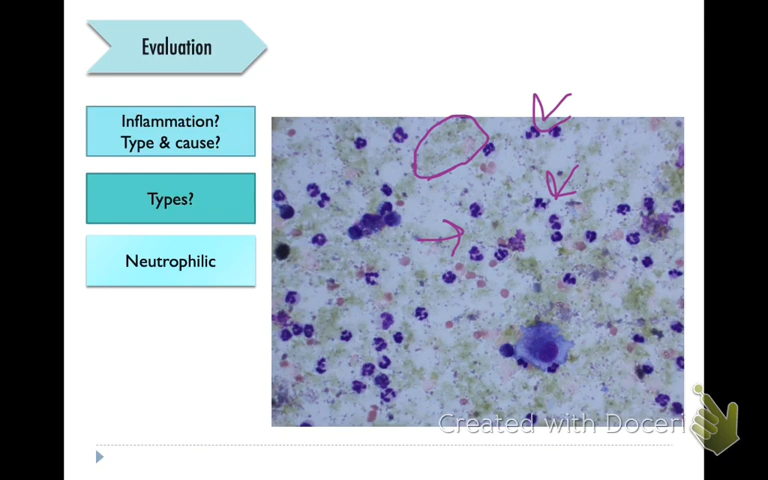 Evaluation
Inflammation?
Type & cause?
Types?
Neutrophilic
Created with Doceri